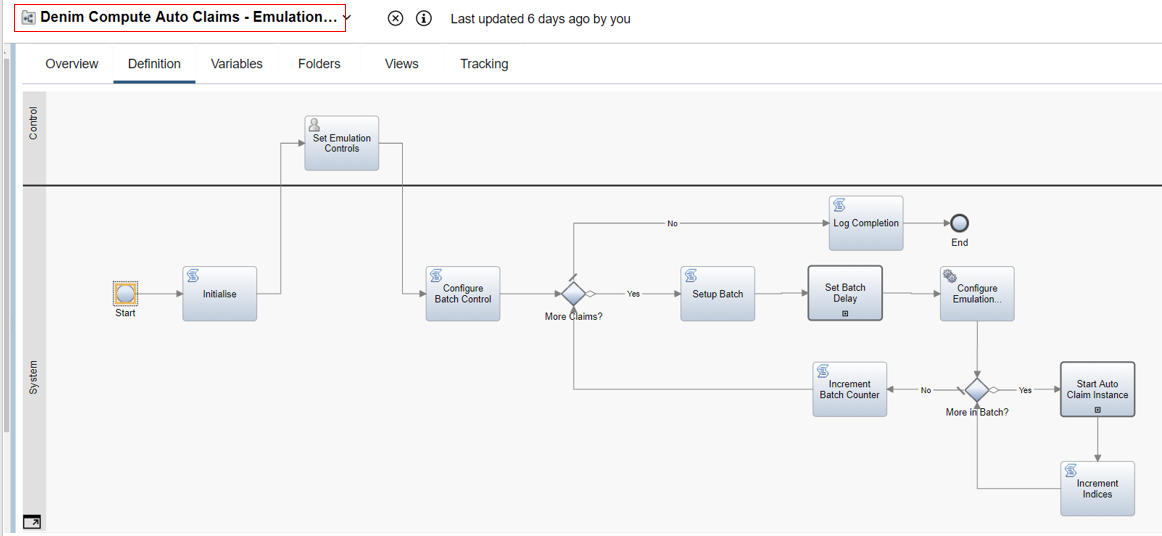 Denim Compute Auto Claims - Emulation...
Last updated 6 days ago by you
Overview
Definition
Variables
Folders
Views
Tracking
Control
Set Emulation
Controls
System
Start
Initialise
Configure
Batch Control
More Claims?
No
Log Completion
End
Yes
Setup Batch
Set Batch
Delay
Configure
Emulation...
More in Batch?
No
Increment
Batch Counter
Yes
Start Auto
Claim Instance
Increment
Indices